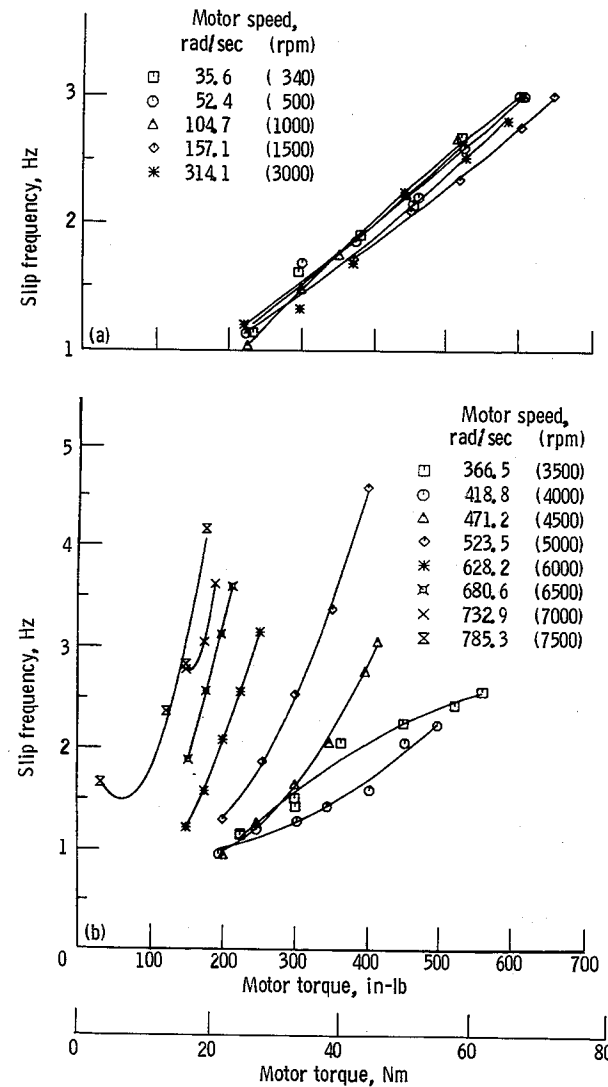 Motor speed,
rad/sec (rpm)
35.6 ( 340)
52.4 ( 500)
104.7 (1000)
157.1 (1500)
314.1 (3000)
3
2
1
Slip frequency, Hz
(a)
Motor speed,
rad/sec (rpm)
366.5 (3500)
418.8 (4000)
471.2 (4500)
523.5 (5000)
628.2 (6000)
680.6 (6500)
732.9 (7000)
785.3 (7500)
5
4
3
2
1
Slip frequency, Hz
(b)
0 100 200 300 400 500 600 700
Motor torque, in-lb
0 20 40 60 80
Motor torque, Nm